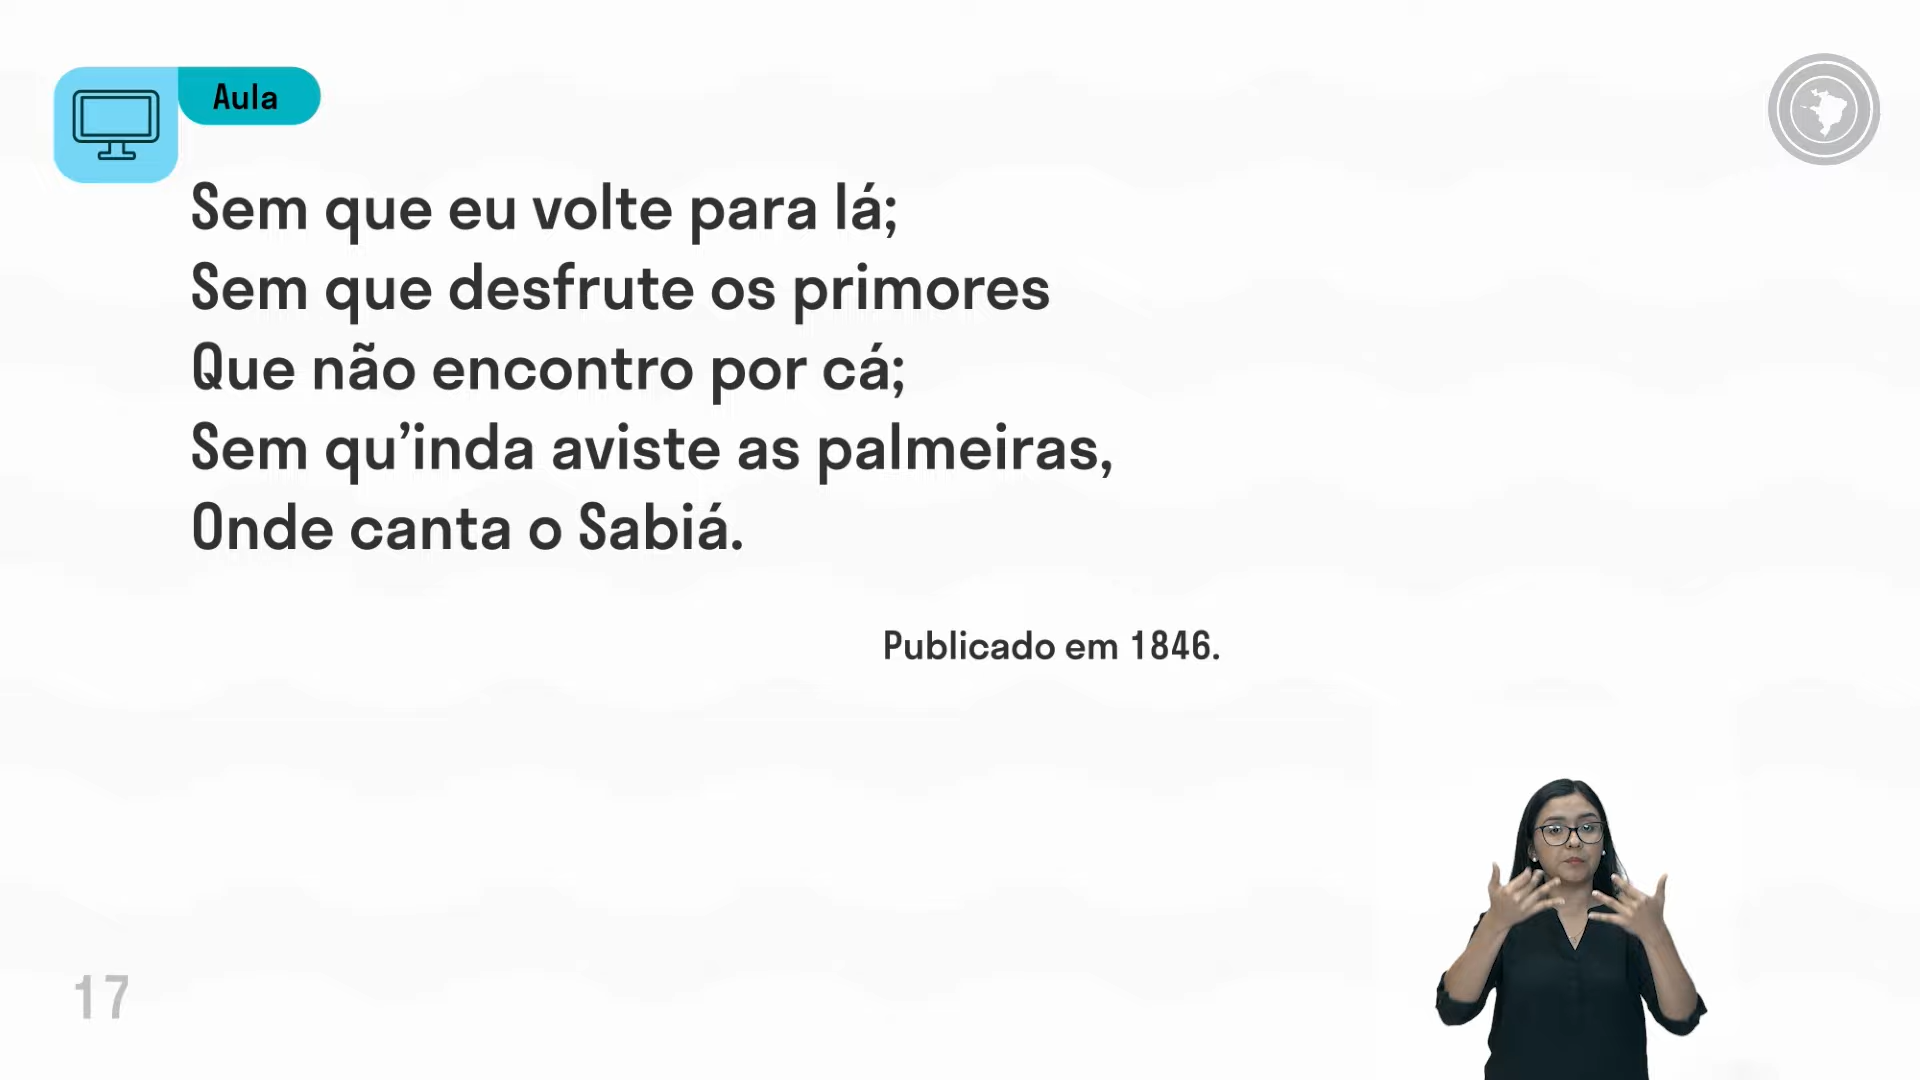 Aula
Sem que eu volte para lá;
Sem que desfrute os primores
Que não encontro por cá;
Sem qu’inda aviste as palmeiras,
Onde canta o Sabiá.
Publicado em 1846.
17